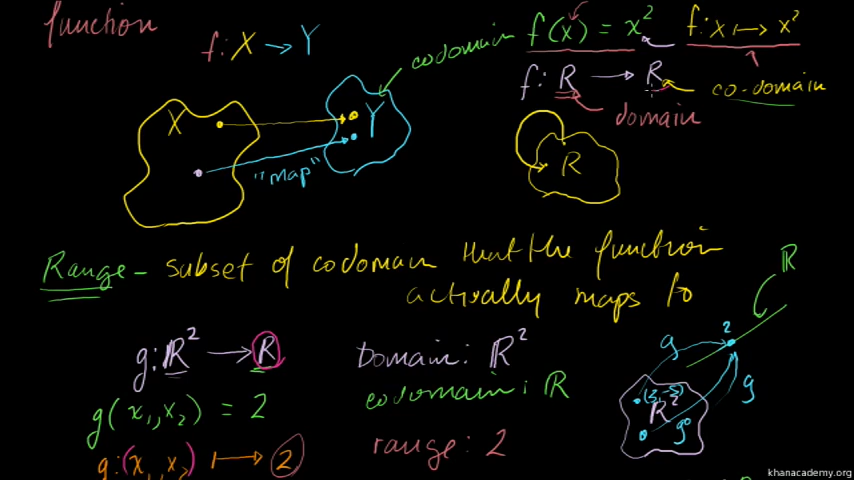 function
f: X → Y
codomain
f(x) = x²
f: x ↦ x²
f: R → R
co-domain
domain
X
Y
"map"
R
Range - subset of codomain that the function
actually maps to
ℝ
g: ℝ² → ℝ
Domain: ℝ²
codomain: ℝ
g(x₁, x₂) = 2
range: 2
g: (x₁, x₂) ↦ 2
g
2
g
ℝ²
khanacademy.org